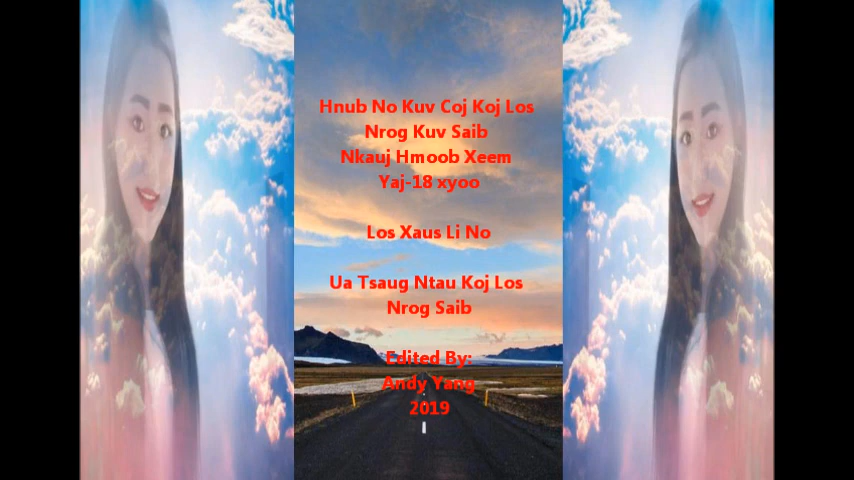 Hnub No Kuv Coj Koj Los
Nrog Kuv Saib
Nkauj Hmoob Xeem
Yaj-18 xyoo
Los Xaus Li No
Ua Tsaug Ntau Koj Los
Nrog Saib
Edited By:
Andy Yang
2019